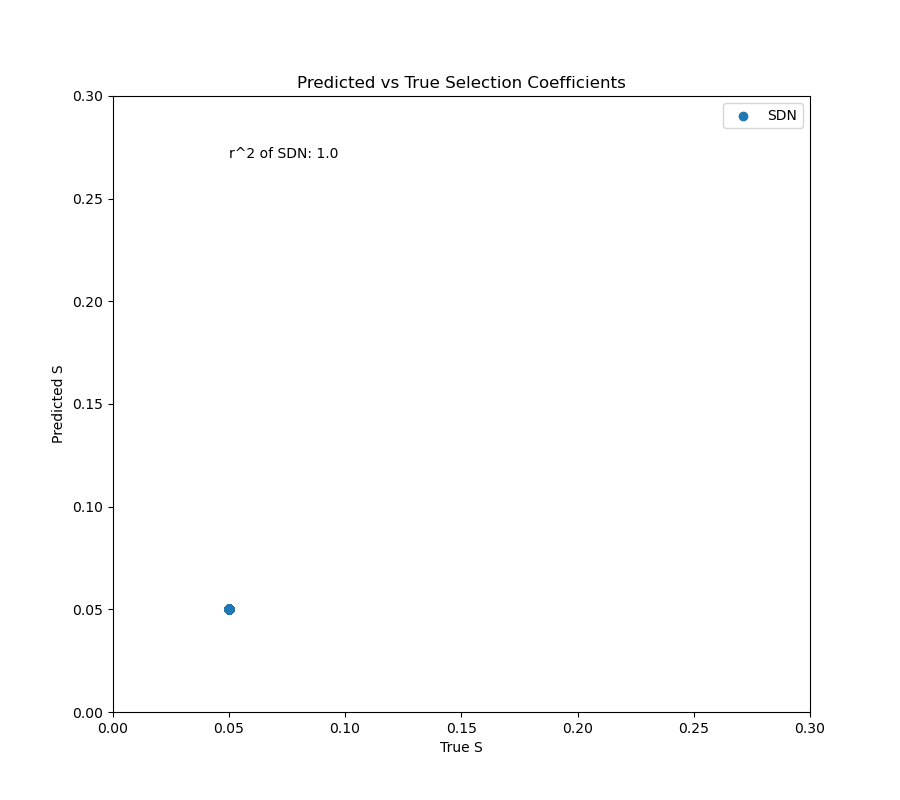 Predicted vs True Selection Coefficients
SDN
r^2 of SDN: 1.0
0.30
0.25
0.20
0.15
0.10
0.05
0.00
Predicted S
0.00 0.05 0.10 0.15 0.20 0.25 0.30
True S